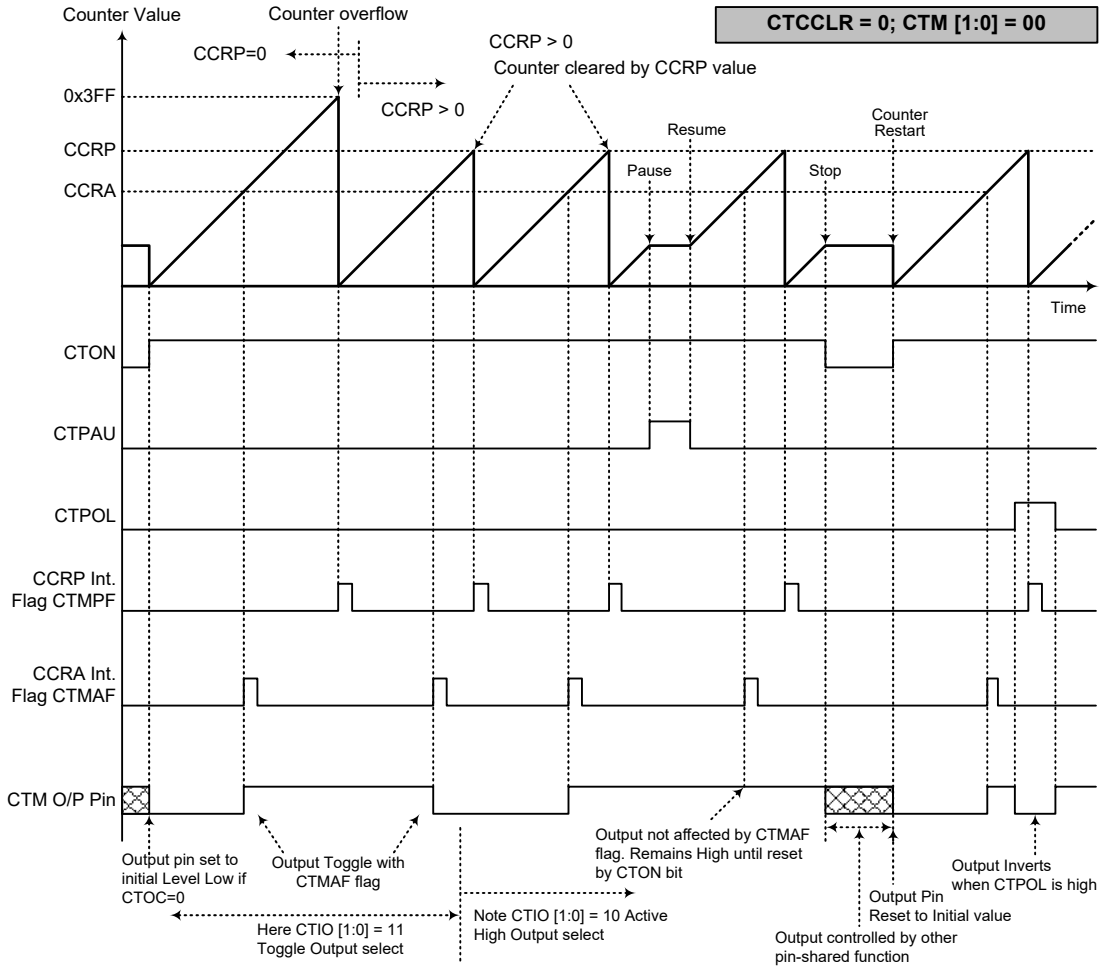 Counter Value
Counter overflow
CTCCLR = 0; CTM [1:0] = 00
CCRP=0
CCRP > 0
CCRP > 0
Counter cleared by CCRP value
0x3FF
CCRP
CCRA
Pause
Resume
Stop
Counter
Restart
Time
CTON
CTPAU
CTPOL
CCRP Int.
Flag CTMPF
CCRA Int.
Flag CTMAF
CTM O/P Pin
Output pin set to
initial Level Low if
CTOC=0
Output Toggle with
CTMAF flag
Here CTIO [1:0] = 11
Toggle Output select
Note CTIO [1:0] = 10 Active
High Output select
Output not affected by CTMAF
flag. Remains High until reset
by CTON bit
Output controlled by other
pin-shared function
Output Pin
Reset to Initial value
Output Inverts
when CTPOL is high